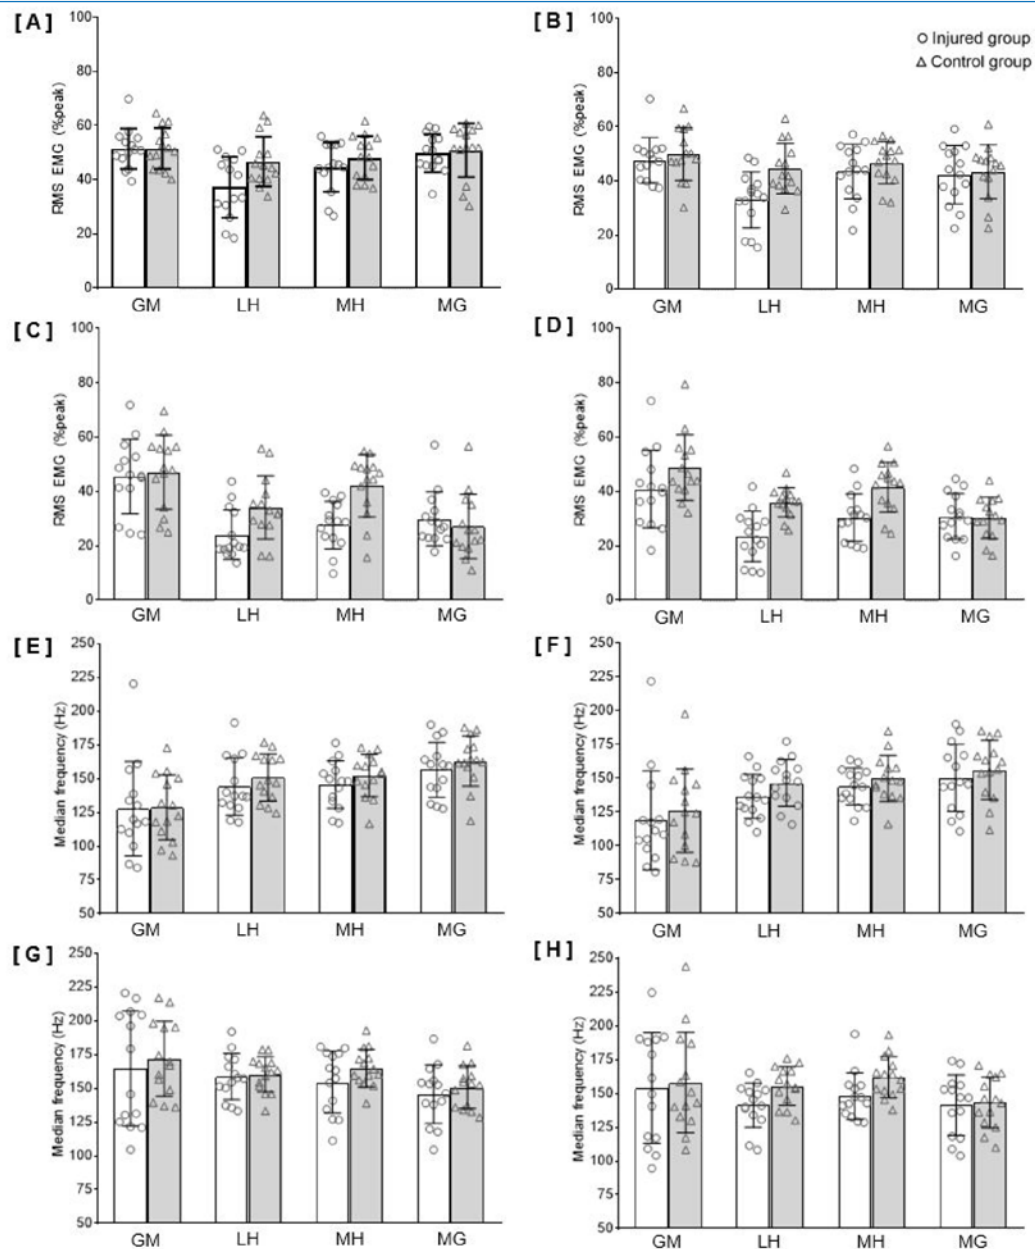 [ A ]
RMS EMG (%peak)
100
80
60
40
20
0
GM LH MH MG
[ B ]
○ Injured group
△ Control group
RMS EMG (%peak)
100
80
60
40
20
0
GM LH MH MG
[ C ]
RMS EMG (%peak)
100
80
60
40
20
0
GM LH MH MG
[ D ]
RMS EMG (%peak)
100
80
60
40
20
0
GM LH MH MG
[ E ]
Median frequency (Hz)
250
225
200
175
150
125
100
75
50
GM LH MH MG
[ F ]
Median frequency (Hz)
250
225
200
175
150
125
100
75
50
GM LH MH MG
[ G ]
Median frequency (Hz)
250
225
200
175
150
125
100
75
50
GM LH MH MG
[ H ]
Median frequency (Hz)
250
225
200
175
150
125
100
75
50
GM LH MH MG